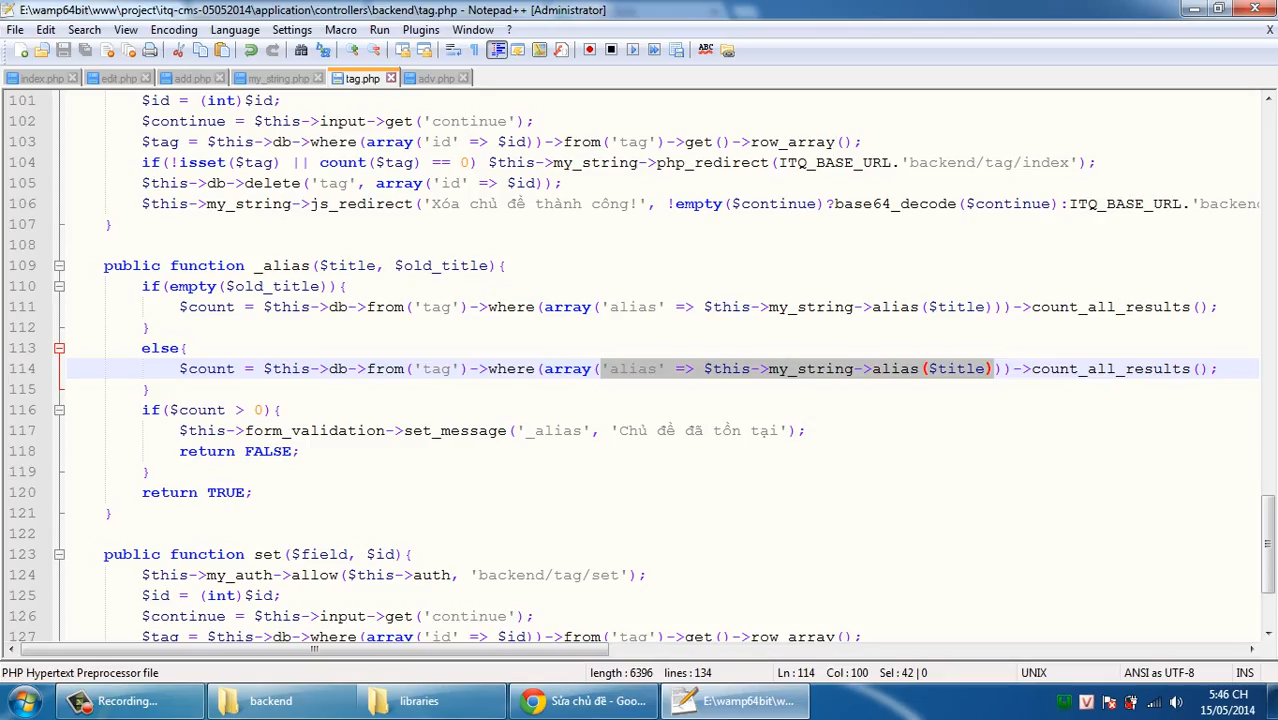 E:\wamp64bit\www\project\itq-cms-05052014\application\controllers\backend\tag.php - Notepad++ [Administrator]
File Edit Search View Encoding Language Settings Macro Run Plugins Window ? X
index.php edit.php add.php my_string.php tag.php adv.php
101 $id = (int)$id;
102 $continue = $this->input->get('continue');
103 $tag = $this->db->where(array('id' => $id))->from('tag')->get()->row_array();
104 if(!isset($tag) || count($tag) == 0) $this->my_string->php_redirect(ITQ_BASE_URL.'backend/tag/index');
105 $this->db->delete('tag', array('id' => $id));
106 $this->my_string->js_redirect('Xóa chủ đề thành công!', !empty($continue)?base64_decode($continue):ITQ_BASE_URL.'backend
107 }
108
109 public function _alias($title, $old_title){
110 if(empty($old_title)){
111 $count = $this->db->from('tag')->where(array('alias' => $this->my_string->alias($title)))->count_all_results();
112 }
113 else{
114 $count = $this->db->from('tag')->where(array('alias' => $this->my_string->alias($title)))->count_all_results();
115 }
116 if($count > 0){
117 $this->form_validation->set_message('_alias', 'Chủ đề đã tồn tại');
118 return FALSE;
119 }
120 return TRUE;
121 }
122
123 public function set($field, $id){
124 $this->my_auth->allow($this->auth, 'backend/tag/set');
125 $id = (int)$id;
126 $continue = $this->input->get('continue');
127 $tag = $this->db->where(array('id' => $id))->from('tag')->get()->row_array();
PHP Hypertext Preprocessor file length : 6396 lines : 134 Ln : 114 Col : 100 Sel : 42 | 0 UNIX ANSI as UTF-8 INS
Recording... backend libraries Sửa chủ đề - Goo... E:\wamp64bit\w... 5:46 CH
15/05/2014